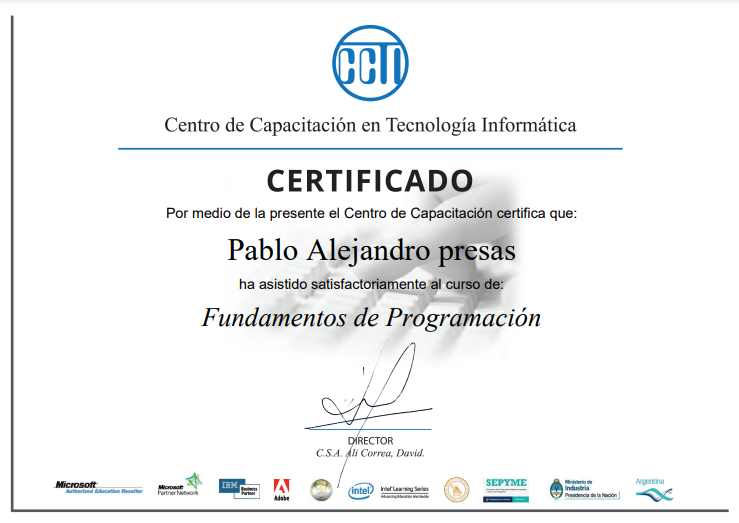 CCTI
Centro de Capacitación en Tecnología Informática
CERTIFICADO
Por medio de la presente el Centro de Capacitación certifica que:
Pablo Alejandro presas
ha asistido satisfactoriamente al curso de:
Fundamentos de Programación
DIRECTOR
C.S.A. Ali Correa, David.
Microsoft
Authorized Education Reseller
Microsoft
Partner Network
IBM
Business
Partner
Adobe
intel
Intel Learning Series
Advancing Education Worldwide
SEPYME
Ministerio de
Industria
Presidencia de la Nación
Argentina